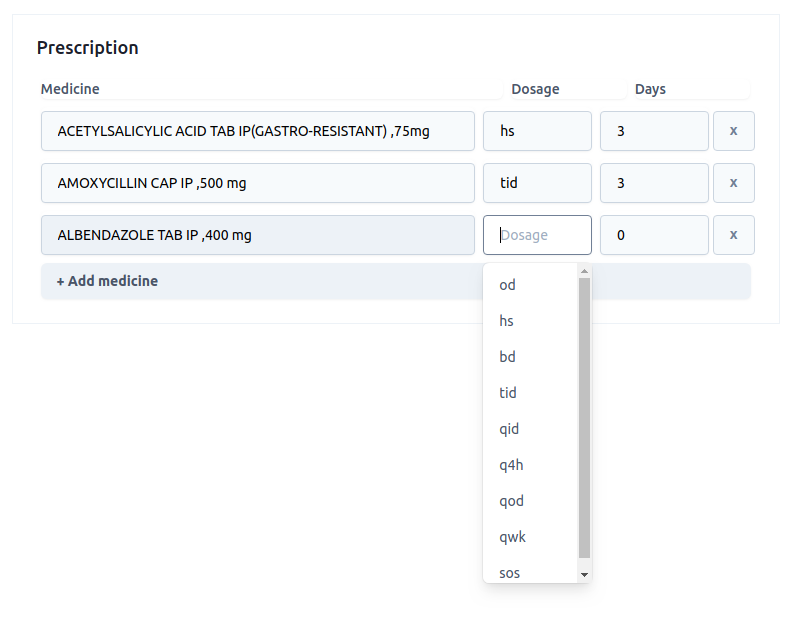 Prescription
Medicine Dosage Days
ACETYLSALICYLIC ACID TAB IP(GASTRO-RESISTANT) ,75mg hs 3 x
AMOXYCILLIN CAP IP ,500 mg tid 3 x
ALBENDAZOLE TAB IP ,400 mg Dosage 0 x
+ Add medicine
od
hs
bd
tid
qid
q4h
qod
qwk
sos